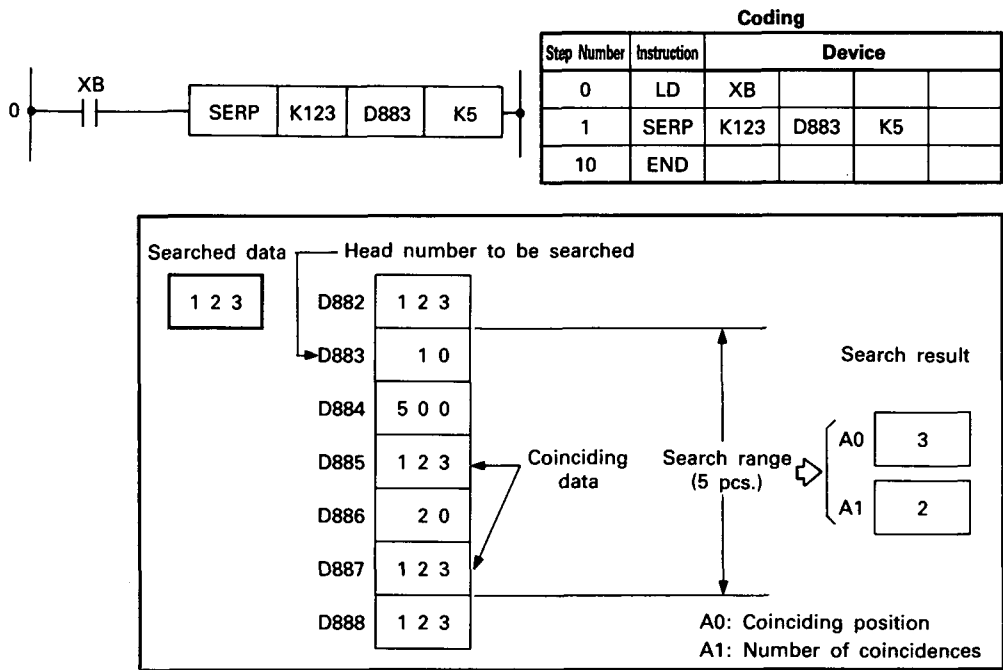 Coding
XB
0
SERP K123 D883 K5
Step Number Instruction Device
0 LD XB
1 SERP K123 D883 K5
10 END
Searched data
Head number to be searched
1 2 3
D882 1 2 3
D883 1 0
Search result
D884 5 0 0
A0 3
D885 1 2 3
Coinciding
data
Search range
(5 pcs.)
A1 2
D886 2 0
D887 1 2 3
D888 1 2 3
A0: Coinciding position
A1: Number of coincidences